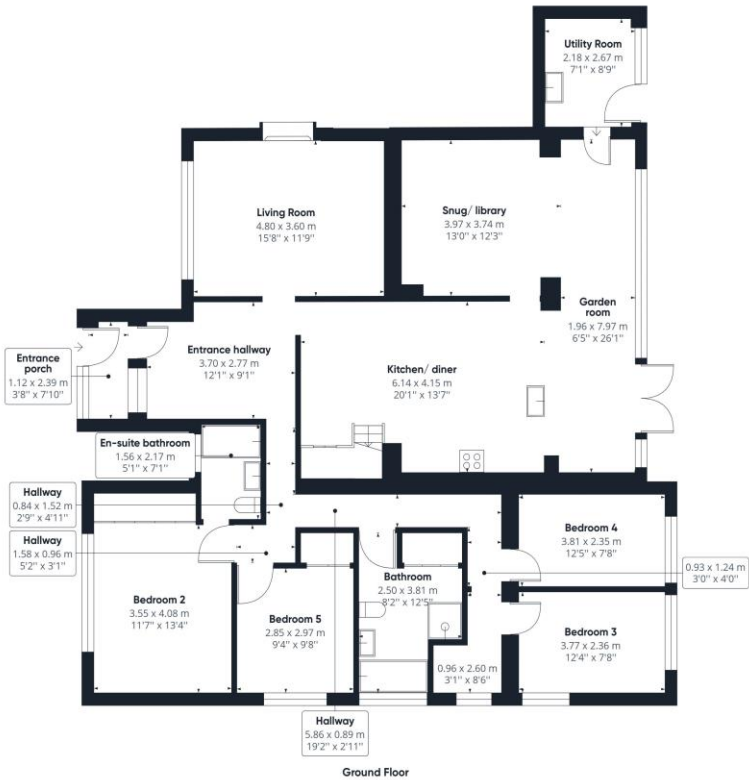 Utility Room
2.18 x 2.67 m
7'1" x 8'9"
Living Room
4.80 x 3.60 m
15'8" x 11'9"
Snug/ library
3.97 x 3.74 m
13'0" x 12'3"
Garden
room
1.96 x 7.97 m
6'5" x 26'1"
Entrance
porch
1.12 x 2.39 m
3'8" x 7'10"
Entrance hallway
3.70 x 2.77 m
12'1" x 9'1"
Kitchen/ diner
6.14 x 4.15 m
20'1" x 13'7"
En-suite bathroom
1.56 x 2.17 m
5'1" x 7'1"
Hallway
0.84 x 1.52 m
2'9" x 4'11"
Hallway
1.58 x 0.96 m
5'2" x 3'1"
Bedroom 2
3.55 x 4.08 m
11'7" x 13'4"
Bedroom 5
2.85 x 2.97 m
9'4" x 9'8"
Bathroom
2.50 x 3.81 m
8'2" x 12'5"
Bedroom 4
3.81 x 2.35 m
12'5" x 7'8"
0.93 x 1.24 m
3'0" x 4'0"
Bedroom 3
3.77 x 2.36 m
12'4" x 7'8"
0.96 x 2.60 m
3'1" x 8'6"
Hallway
5.86 x 0.89 m
19'2" x 2'11"
Ground Floor